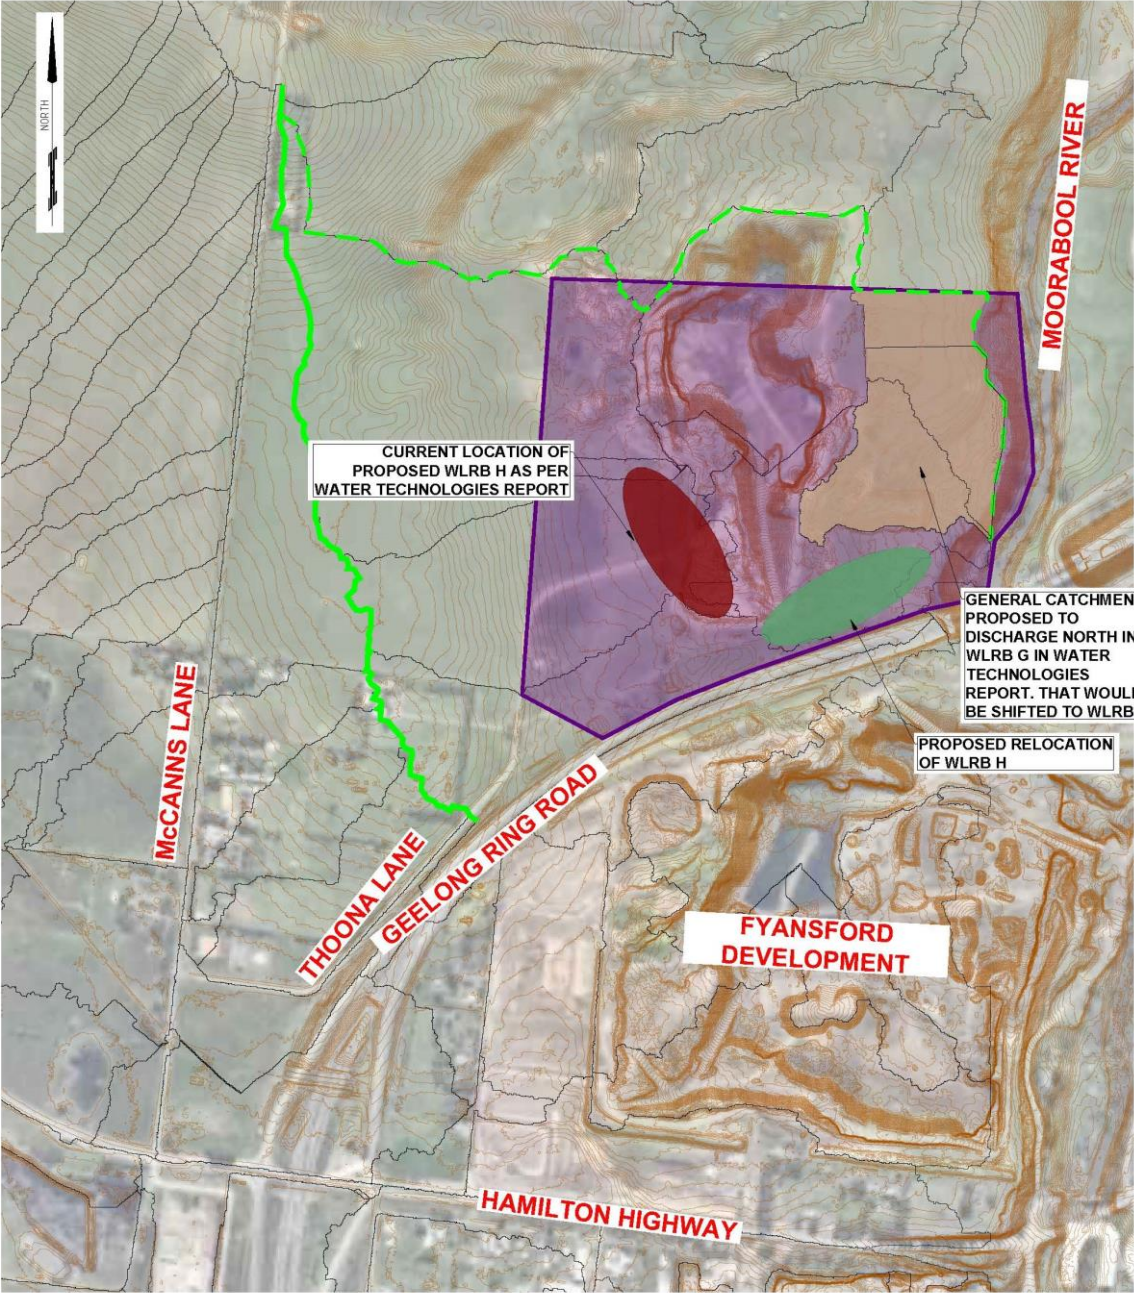 NORTH
MOORABOOL RIVER
CURRENT LOCATION OF
PROPOSED WLRB H AS PER
WATER TECHNOLOGIES REPORT
GENERAL CATCHMEN
PROPOSED TO
DISCHARGE NORTH IN
WLRB G IN WATER
TECHNOLOGIES
REPORT. THAT WOUL
BE SHIFTED TO WLRB
PROPOSED RELOCATION
OF WLRB H
McCANNS LANE
THOONA LANE
GEELONG RING ROAD
FYANSFORD
DEVELOPMENT
HAMILTON HIGHWAY